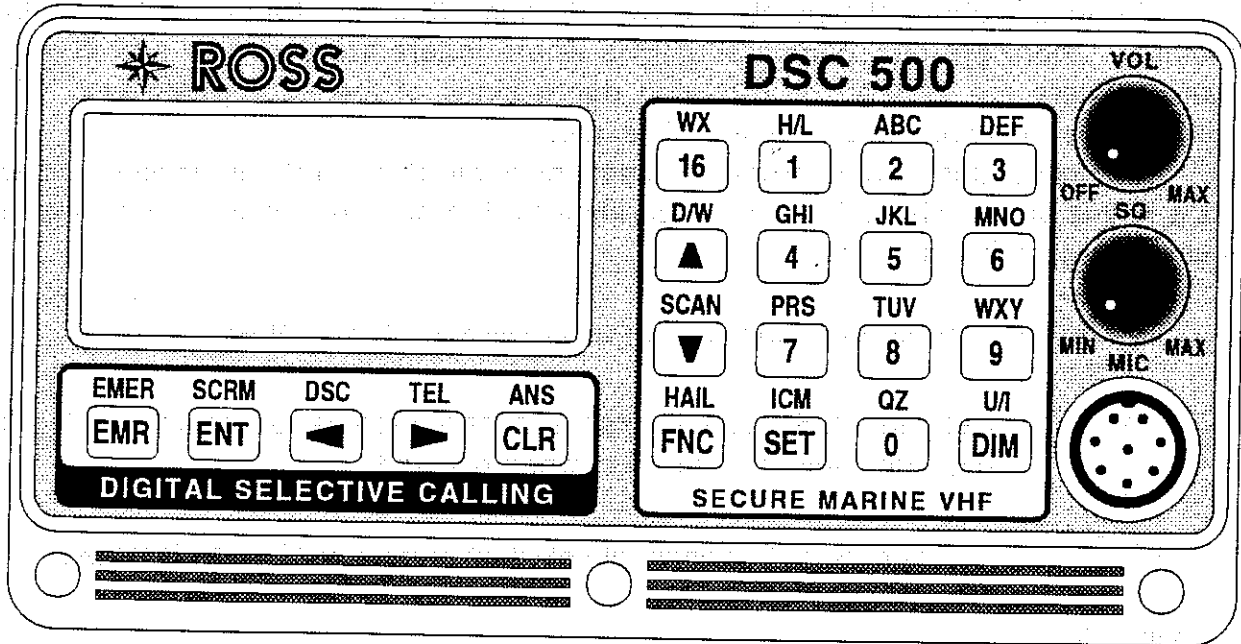 ROSS
DSC 500
VOL
WX H/L ABC DEF
16 1 2 3
OFF MAX
D/W GHI JKL MNO
SQ
4 5 6
SCAN PRS TUV WXY
7 8 9
MIN MAX
MIC
HAIL ICM QZ U/I
FNC SET 0 DIM
SECURE MARINE VHF
EMER SCRM DSC TEL ANS
EMR ENT CLR
DIGITAL SELECTIVE CALLING